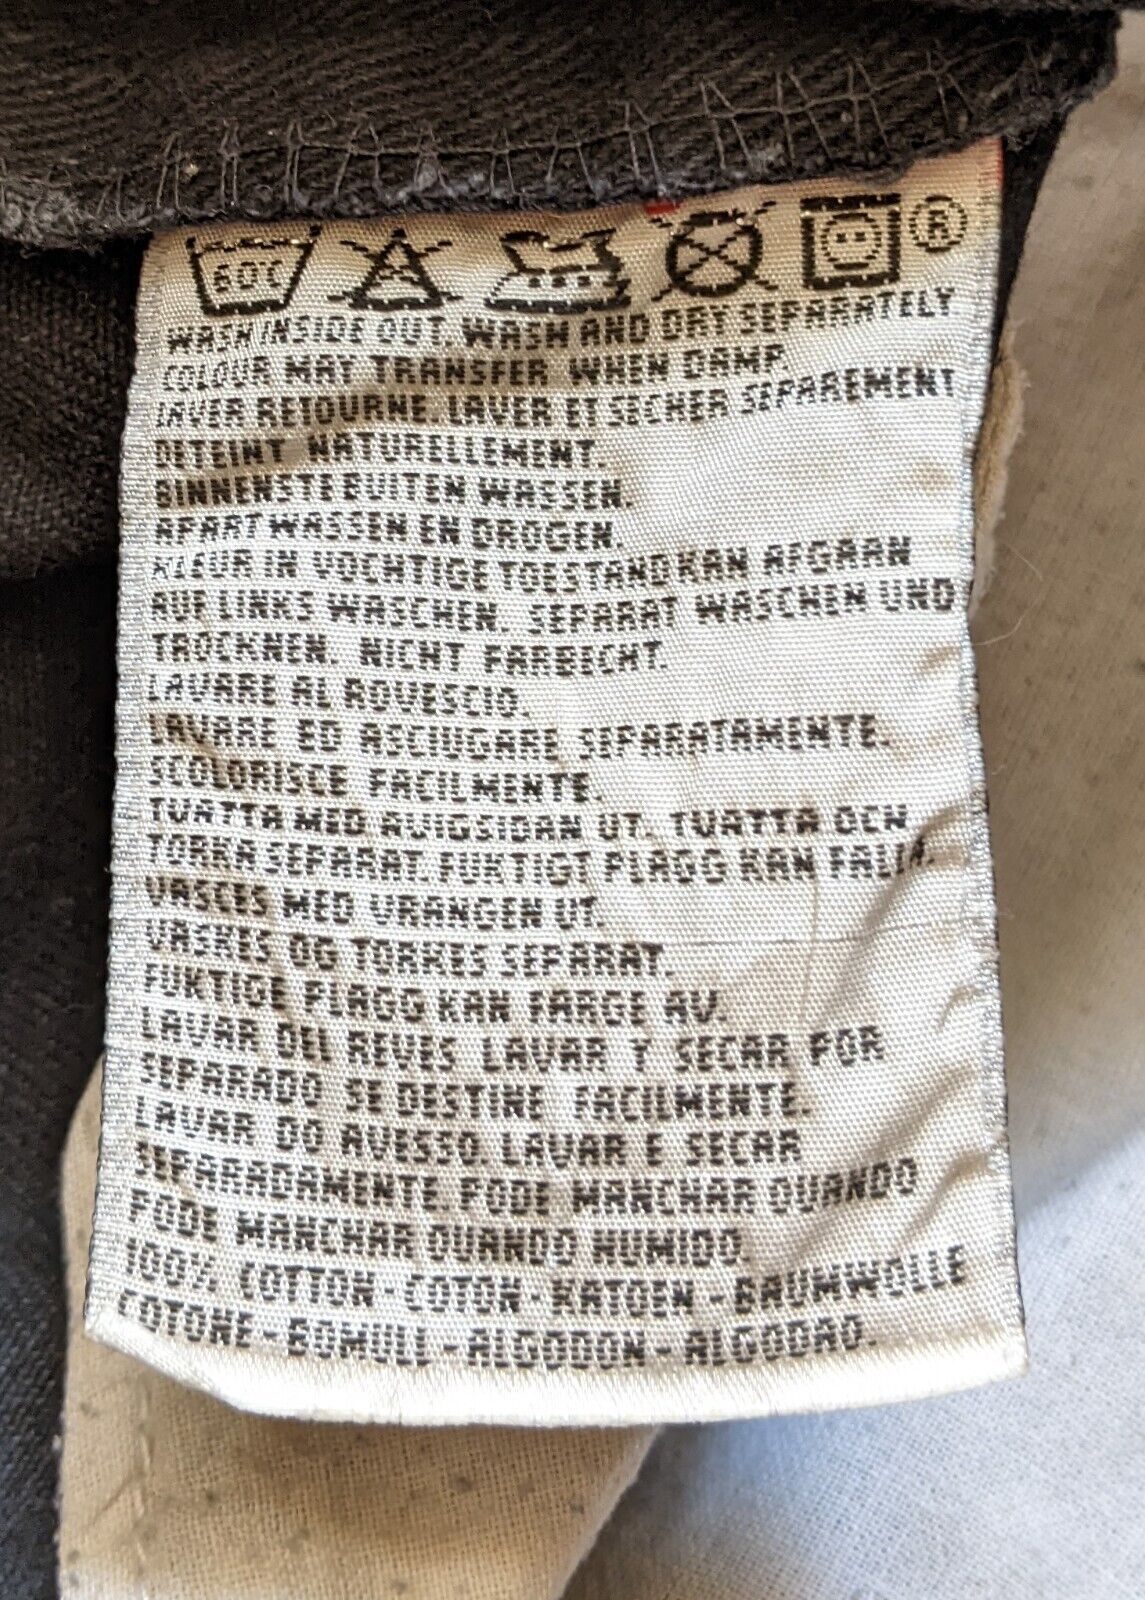 60°C ®
WASH INSIDE OUT. WASH AND DRY SEPARATELY
COLOUR MAY TRANSFER WHEN DAMP.
LAVER RETOURNE. LAVER ET SECHER SEPAREMENT
DETEINT NATURELLEMENT.
BINNENSTE BUITEN WASSEN.
APART WASSEN EN DROGEN.
KLEUR IN VOCHTIGE TOESTAND KAN AFGAAN
AUF LINKS WASCHEN. SEPARAT WASCHEN UND
TROCKNEN. NICHT FARBECHT.
LAVARE AL ROVESCIO.
LAVARE ED ASCIUGARE SEPARATAMENTE.
SCOLORISCE FACILMENTE.
TVATTA MED AVIGSIDAN UT. TVATTA OCH
TORKA SEPARAT. FUKTIGT PLAGG KAN FALLA.
VASCES MED VRANGEN UT.
VASKES OG TORKES SEPARAT.
FUKTIGE PLAGG KAN FARGE AV.
LAVAR DEL REVES LAVAR Y SECAR POR
SEPARADO SE DESTINE FACILMENTE.
LAVAR DO AVESSO. LAVAR E SECAR
SEPARADAMENTE. PODE MANCHAR QUANDO
PODE MANCHAR QUANDO HUMIDO.
100% COTTON - COTON - KATOEN - BAUMWOLLE
COTONE - BOMULL - ALGODON - ALGODAO.